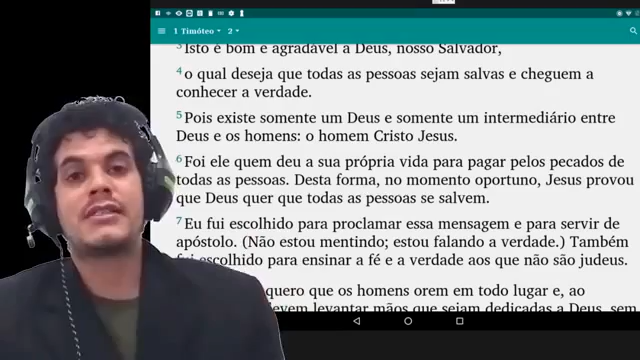 1 Timóteo 2
3 Isto é bom e agradável a Deus, nosso Salvador,
4 o qual deseja que todas as pessoas sejam salvas e cheguem a
conhecer a verdade.
5 Pois existe somente um Deus e somente um intermediário entre
Deus e os homens: o homem Cristo Jesus.
6 Foi ele quem deu a sua própria vida para pagar pelos pecados de
todas as pessoas. Desta forma, no momento oportuno, Jesus provou
que Deus quer que todas as pessoas se salvem.
7 Eu fui escolhido para proclamar essa mensagem e para servir de
apóstolo. (Não estou mentindo; estou falando a verdade.) Também
fui escolhido para ensinar a fé e a verdade aos que não são judeus.
quero que os homens orem em todo lugar e, ao
levantar mãos que sejam dedicadas a Deus, sem